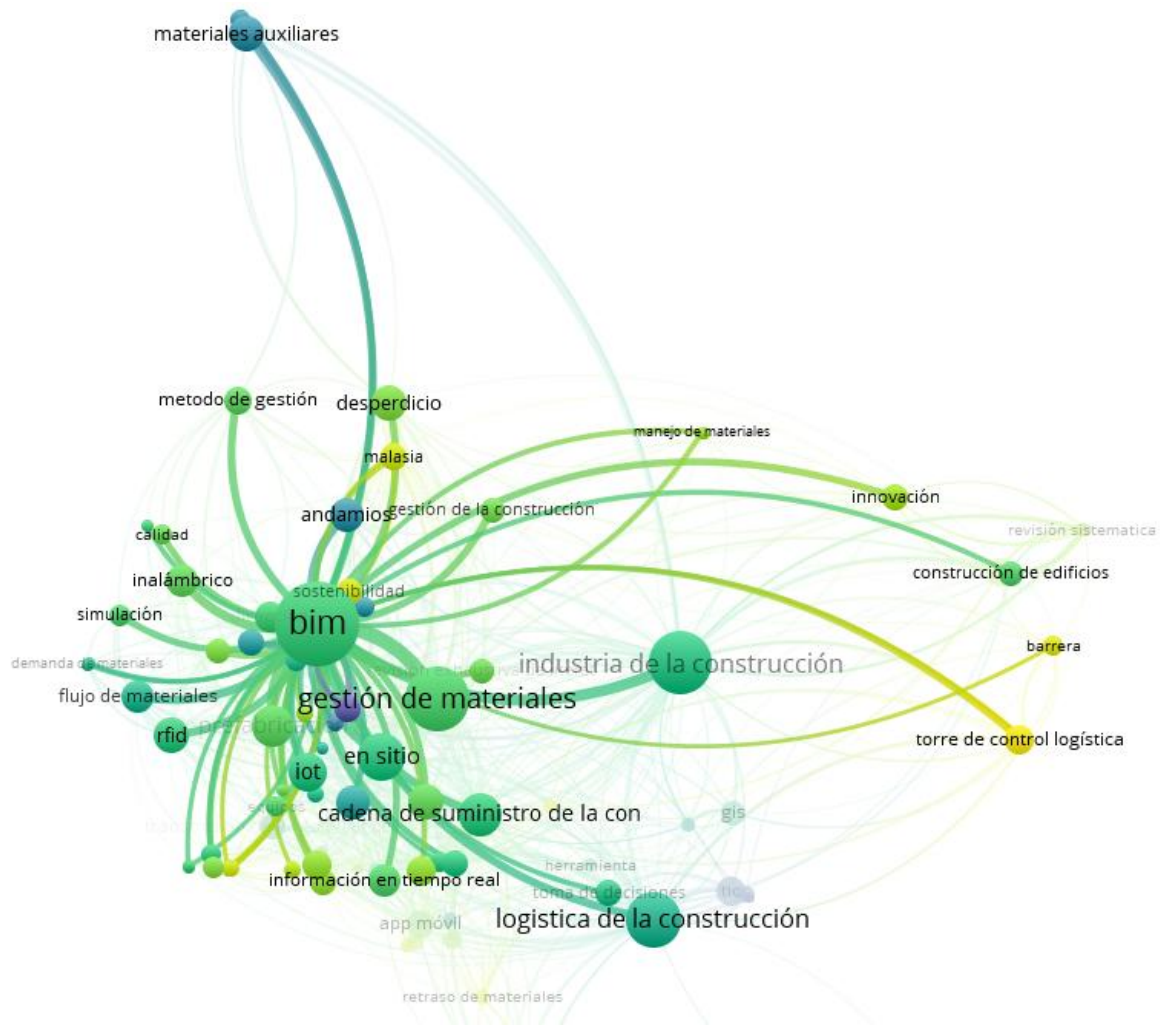 materiales auxiliares
metodo de gestión
desperdicio
manejo de materiales
malasia
innovación
andamios
gestión de la construcción
revisión sistematica
calidad
construcción de edificios
inalámbrico
sostenibilidad
simulación
bim
barrera
demanda de materiales
industria de la construcción
flujo de materiales
gestión de materiales
prefabricac
rfid
torre de control logística
en sitio
iot
equipos
cadena de suministro de la con
gis
herramienta
información en tiempo real
toma de decisiones
tic
logistica de la construcción
app móvil
retraso de materiales